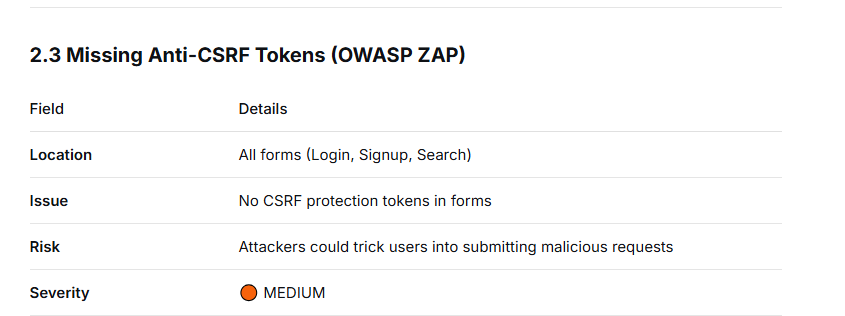 2.3 Missing Anti-CSRF Tokens (OWASP ZAP)
Field Details
Location All forms (Login, Signup, Search)
Issue No CSRF protection tokens in forms
Risk Attackers could trick users into submitting malicious requests
Severity 🟠 MEDIUM